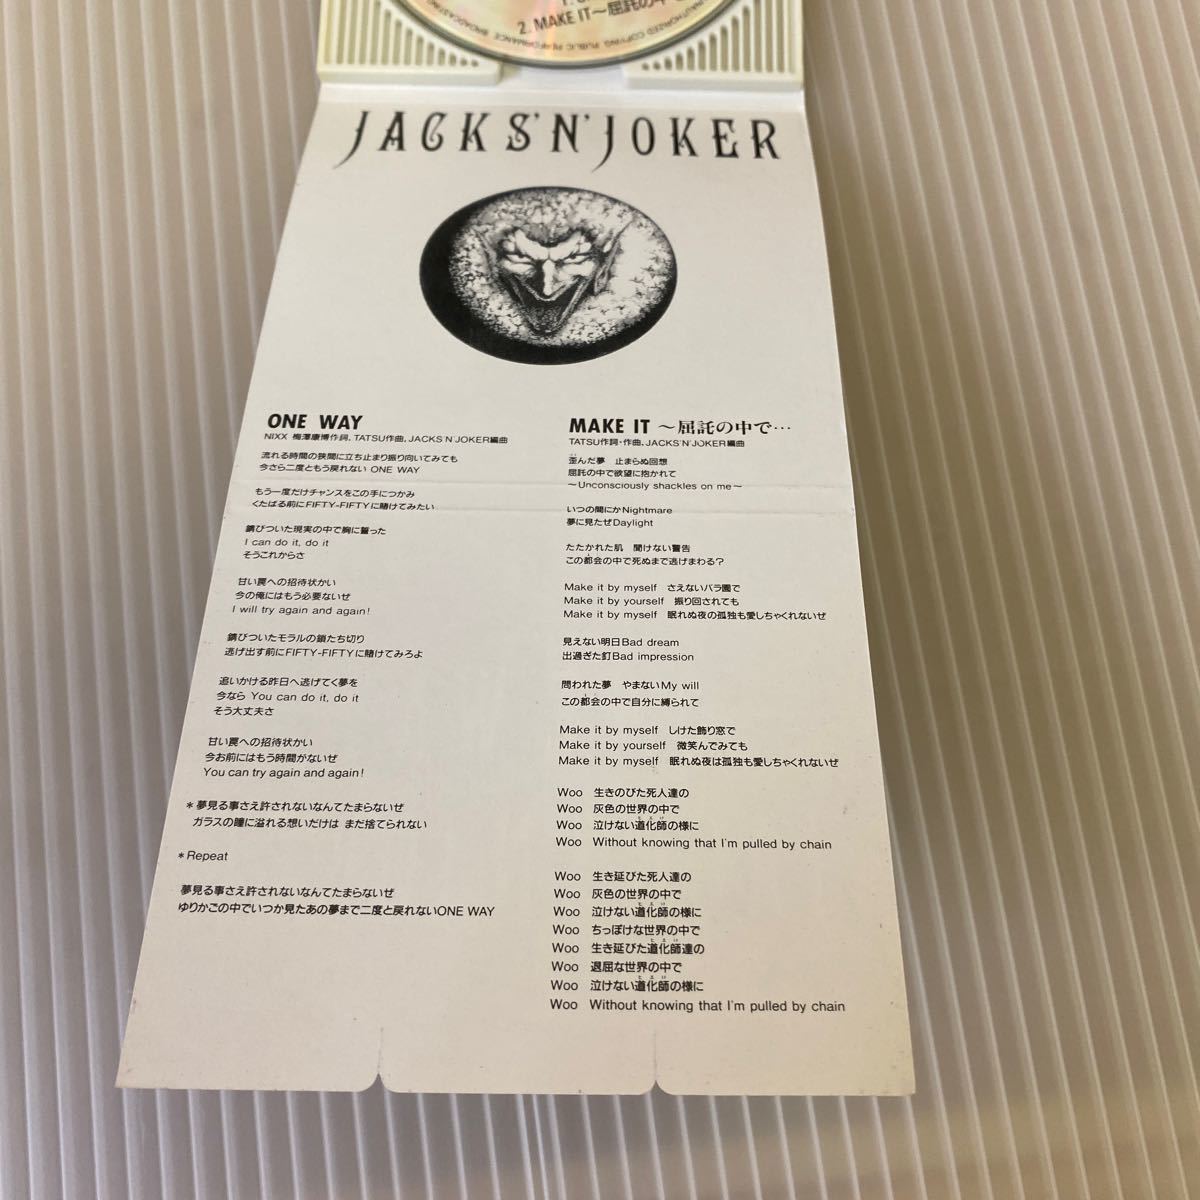 2. MAKE IT〜屈託の中で
UNAUTHORIZED COPYING, PUBLIC PERFORMANCE, BROADCASTING
JACKS'N'JOKER
ONE WAY
NIXX 梅澤康博作詞, TATSU作曲, JACKS'N'JOKER編曲
流れる時間の狭間に立ち止まり振り向いてみても
今さら二度ともう戻れない ONE WAY
もう一度だけチャンスをこの手につかみ
くたばる前にFIFTY-FIFTYに賭けてみたい
錆びついた現実の中で胸に誓った
I can do it, do it
そうこれからさ
甘い罠への招待状かい
今の俺にはもう必要ないぜ
I will try again and again!
錆びついたモラルの鎖たち切り
逃げ出す前にFIFTY-FIFTYに賭けてみろよ
追いかける昨日へ逃げてく夢を
今なら You can do it, do it
そう大丈夫さ
甘い罠への招待状かい
今お前にはもう時間がないぜ
You can try again and again!
*夢見る事さえ許されないなんてたまらないぜ
ガラスの瞳に溢れる想いだけは まだ捨てられない
*Repeat
夢見る事さえ許されないなんてたまらないぜ
ゆりかごの中でいつか見たあの夢まで二度と戻れないONE WAY
MAKE IT 〜屈託の中で…
TATSU作詞・作曲, JACKS'N'JOKER編曲
歪んだ夢 止まらぬ回想
屈託の中で欲望に抱かれて
〜Unconsciously shackles on me〜
いつの間にかNightmare
夢に見たぜDaylight
たたかれた肌 聞けない警告
この都会の中で死ぬまで逃げまわる?
Make it by myself さえないバラ園で
Make it by yourself 振り回されても
Make it by myself 眠れぬ夜の孤独も愛しちゃくれないぜ
見えない明日Bad dream
出過ぎた釘Bad impression
問われた夢 やまないMy will
この都会の中で自分に縛られて
Make it by myself しけた飾り窓で
Make it by yourself 微笑んでみても
Make it by myself 眠れぬ夜は孤独も愛しちゃくれないぜ
Woo 生きのびた死人達の
Woo 灰色の世界の中で
Woo 泣けない道化師の様に
Woo Without knowing that I'm pulled by chain
Woo 生き延びた死人達の
Woo 灰色の世界の中で
Woo 泣けない道化師の様に
Woo ちっぽけな世界の中で
Woo 生き延びた道化師達の
Woo 退屈な世界の中で
Woo 泣けない道化師の様に
Woo Without knowing that I'm pulled by chain